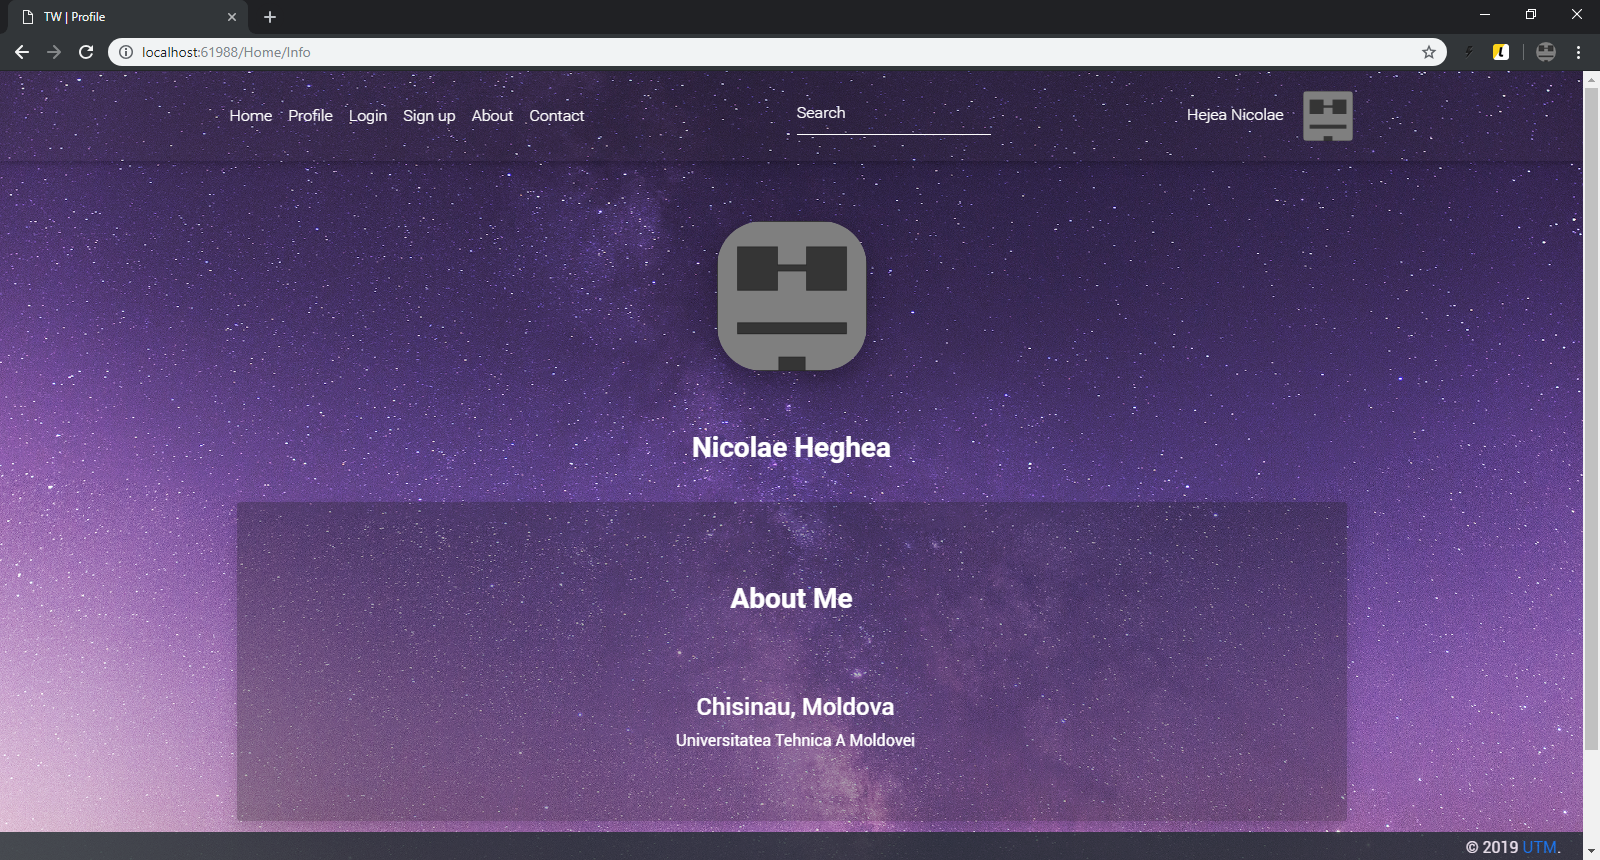 TW | Profile
localhost:61988/Home/Info
Home Profile Login Sign up About Contact
Search
Hejea Nicolae
Nicolae Heghea
About Me
Chisinau, Moldova
Universitatea Tehnica A Moldovei
© 2019 UTM.